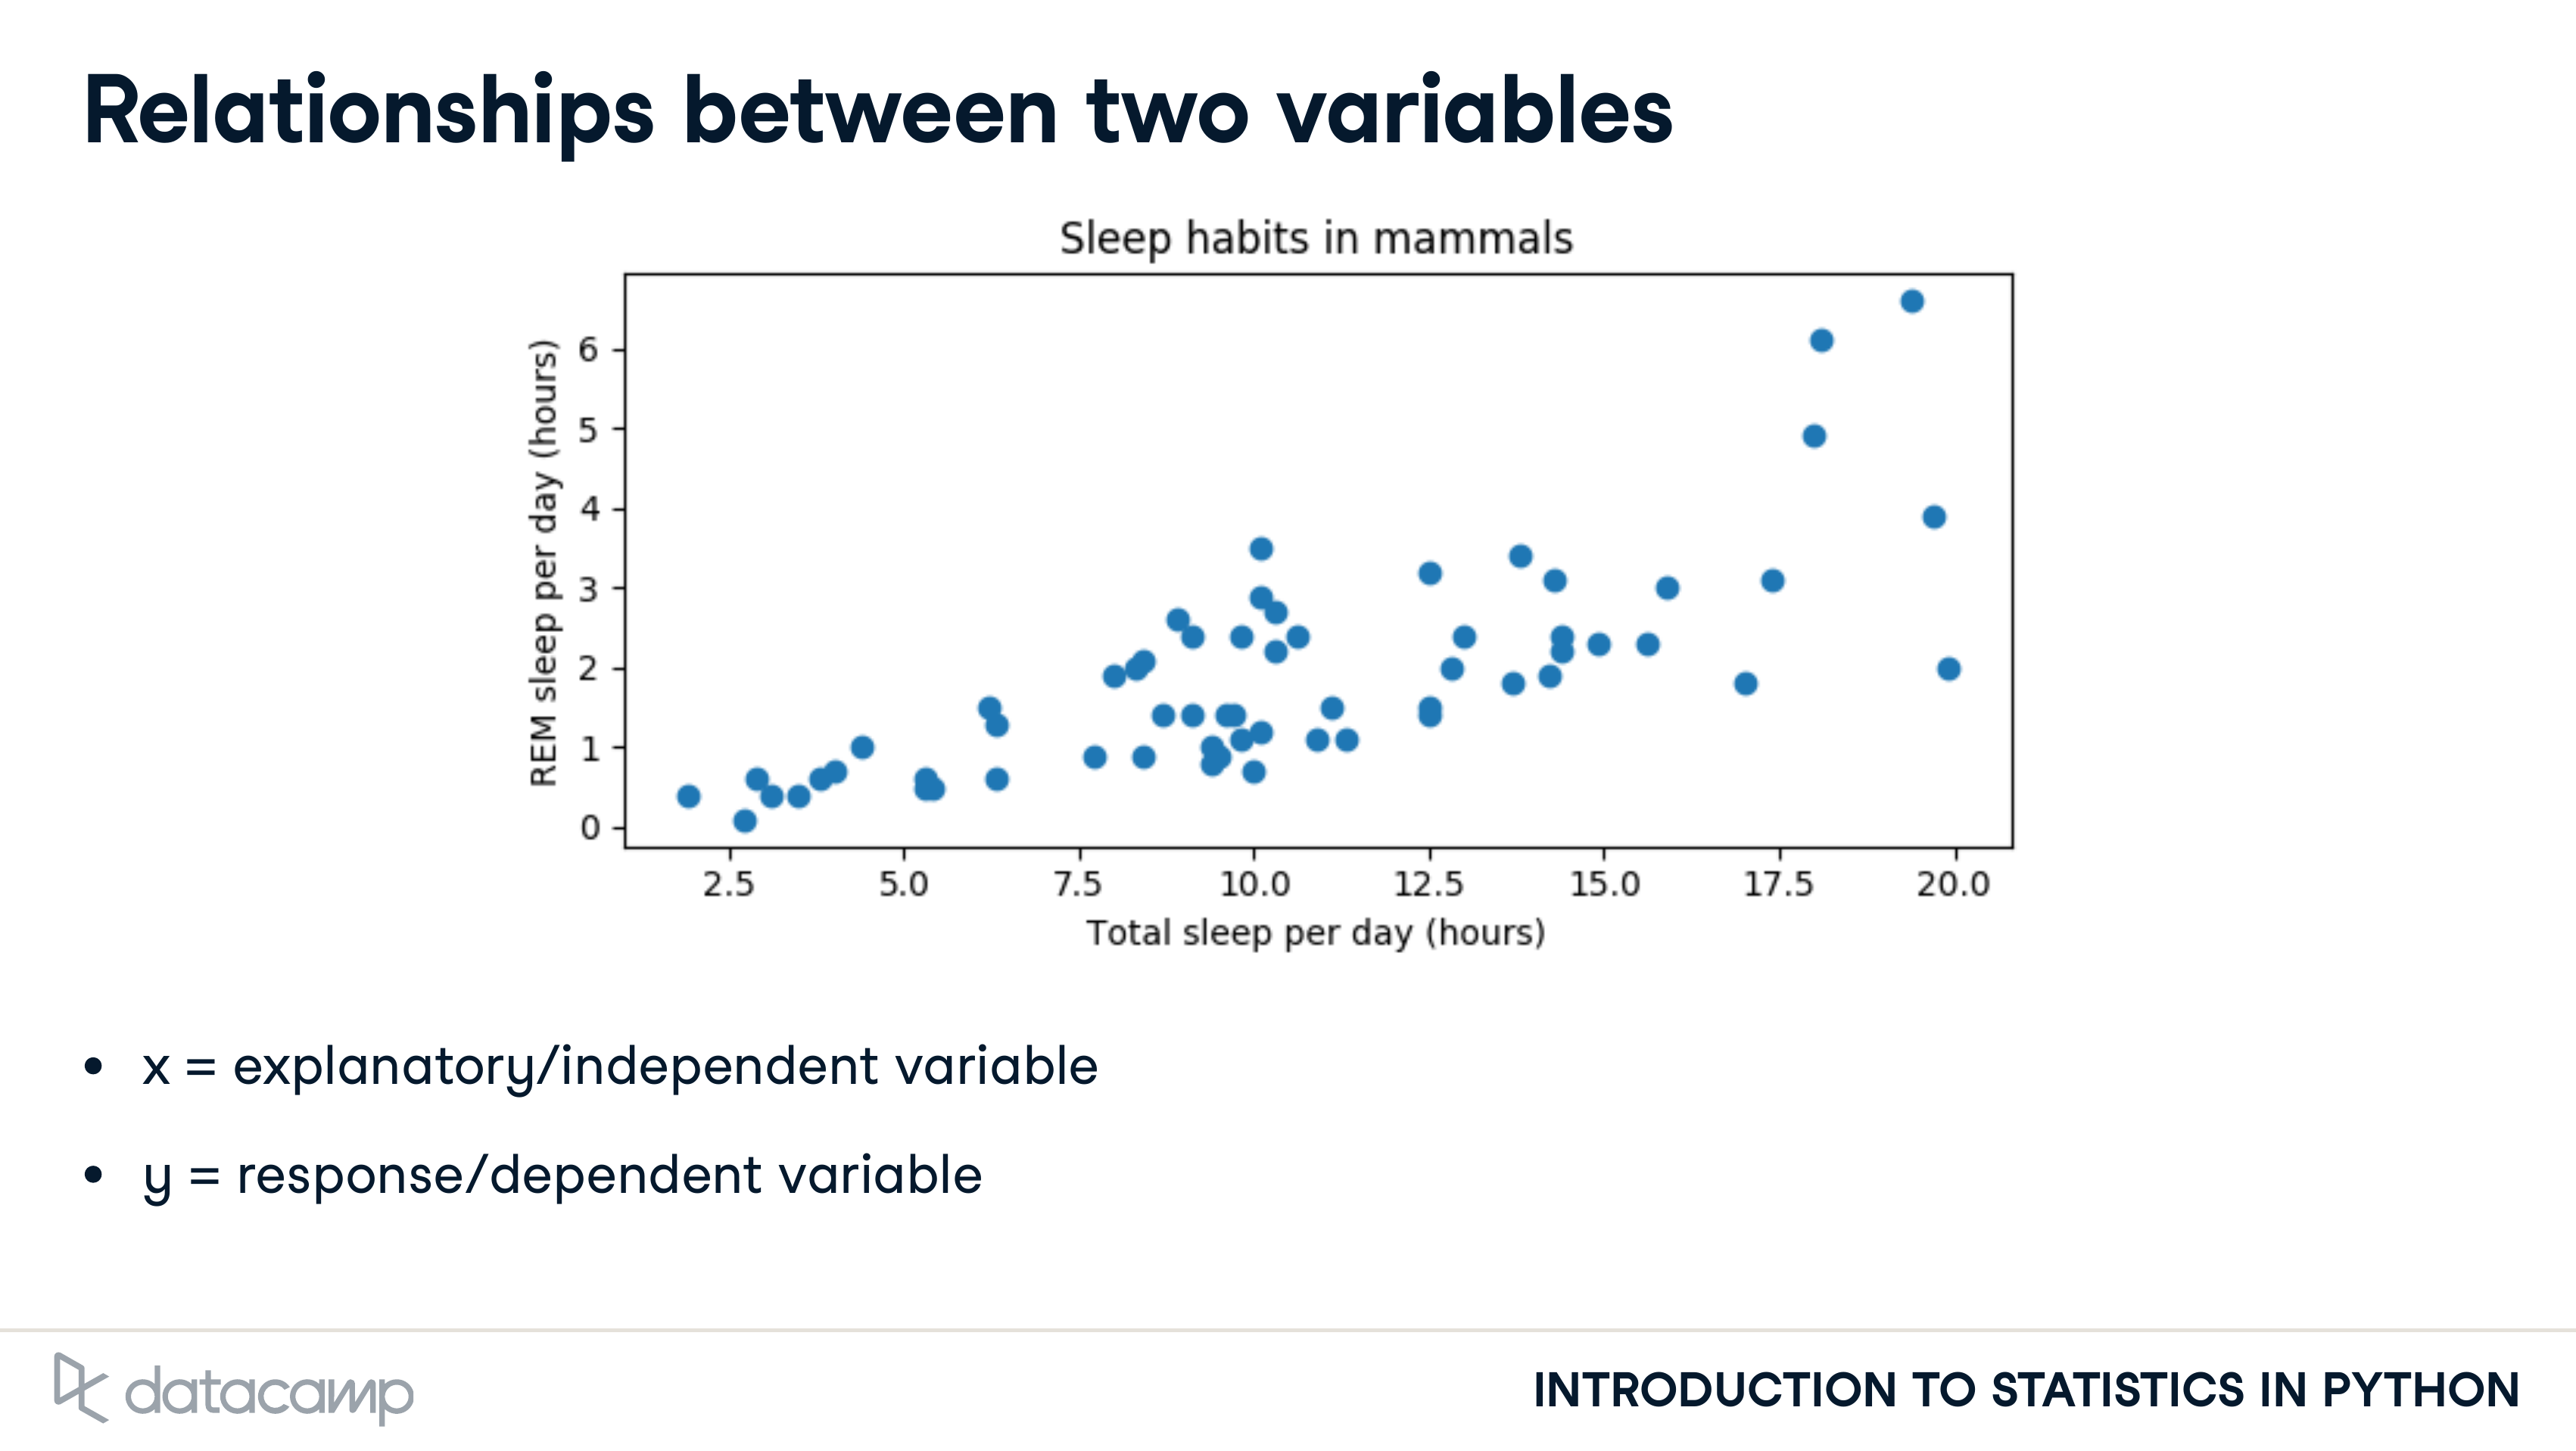 Relationships between two variables
Sleep habits in mammals
REM sleep per day (hours)
6
5
4
3
2
1
0
2.5 5.0 7.5 10.0 12.5 15.0 17.5 20.0
Total sleep per day (hours)
• x = explanatory/independent variable
• y = response/dependent variable
datacamp
INTRODUCTION TO STATISTICS IN PYTHON